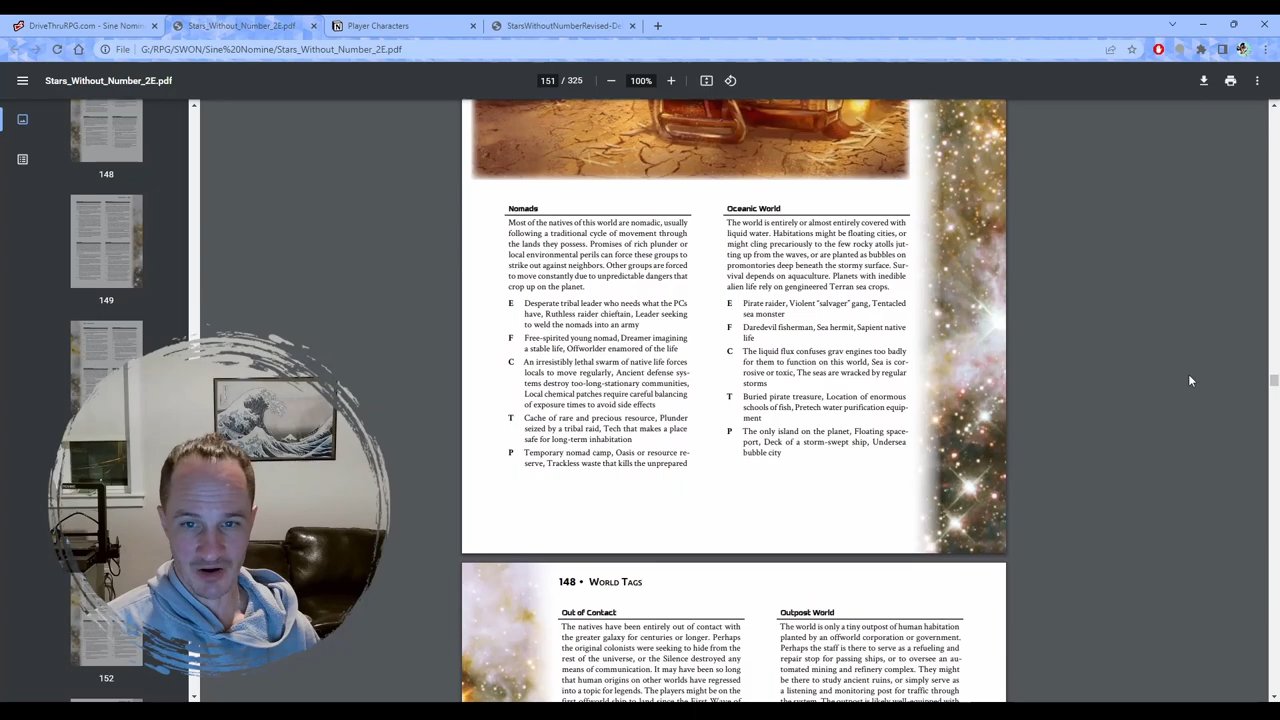 DriveThruRPG.com - Sine Nomin
Stars_Without_Number_2E.pdf
Player Characters
StarsWithoutNumberRevised-De
File
G:/RPG/SWON/Sine%20Nomine/Stars_Without_Number_2E.pdf
Stars_Without_Number_2E.pdf
151 / 325
100%
148
149
152
Nomads
Most of the natives of this world are nomadic, usually
following a traditional cycle of movement through
the lands they possess. Promises of rich plunder or
local environmental perils can force these groups to
strike out against neighbors. Other groups are forced
to move constantly due to unpredictable dangers that
crop up on the planet.
E Desperate tribal leader who needs what the PCs
have, Ruthless raider chieftain, Leader seeking
to weld the nomads into an army
F Free-spirited young nomad, Dreamer imagining
a stable life, Offworlder enamored of the life
C An irresistibly lethal swarm of native life forces
locals to move regularly, Ancient defense sys-
tems destroy too-long-stationary communities,
Local chemical patches require careful balancing
of exposure times to avoid side effects
T Cache of rare and precious resource, Plunder
seized by a tribal raid, Tech that makes a place
safe for long-term inhabitation
P Temporary nomad camp, Oasis or resource re-
serve, Trackless waste that kills the unprepared
Oceanic World
The world is entirely or almost entirely covered with
liquid water. Habitations might be floating cities, or
might cling precariously to the few rocky atolls jut-
ting up from the waves, or are planted as bubbles on
promontories deep beneath the stormy surface. Sur-
vival depends on aquaculture. Planets with inedible
alien life rely on gengineered Terran sea crops.
E Pirate raider, Violent “salvager” gang, Tentacled
sea monster
F Daredevil fisherman, Sea hermit, Sapient native
life
C The liquid flux confuses grav engines too badly
for them to function on this world, Sea is cor-
rosive or toxic, The seas are wracked by regular
storms
T Buried pirate treasure, Location of enormous
schools of fish, Pretech water purification equip-
ment
P The only island on the planet, Floating space-
port, Deck of a storm-swept ship, Undersea
bubble city
148 • World Tags
Out of Contact
The natives have been entirely out of contact with
the greater galaxy for centuries or longer. Perhaps
the original colonists were seeking to hide from the
rest of the universe, or the Silence destroyed any
means of communication. It may have been so long
that human origins on other worlds have regressed
into a topic for legends. The players might be on the
first offworld ship to land since the First Wave of
Outpost World
The world is only a tiny outpost of human habitation
planted by an offworld corporation or government.
Perhaps the staff is there to serve as a refueling and
repair stop for passing ships, or to oversee an au-
tomated mining and refinery complex. They might
be there to study ancient ruins, or simply serve as
a listening and monitoring post for traffic through
the system. The outpost is likely well-equipped with